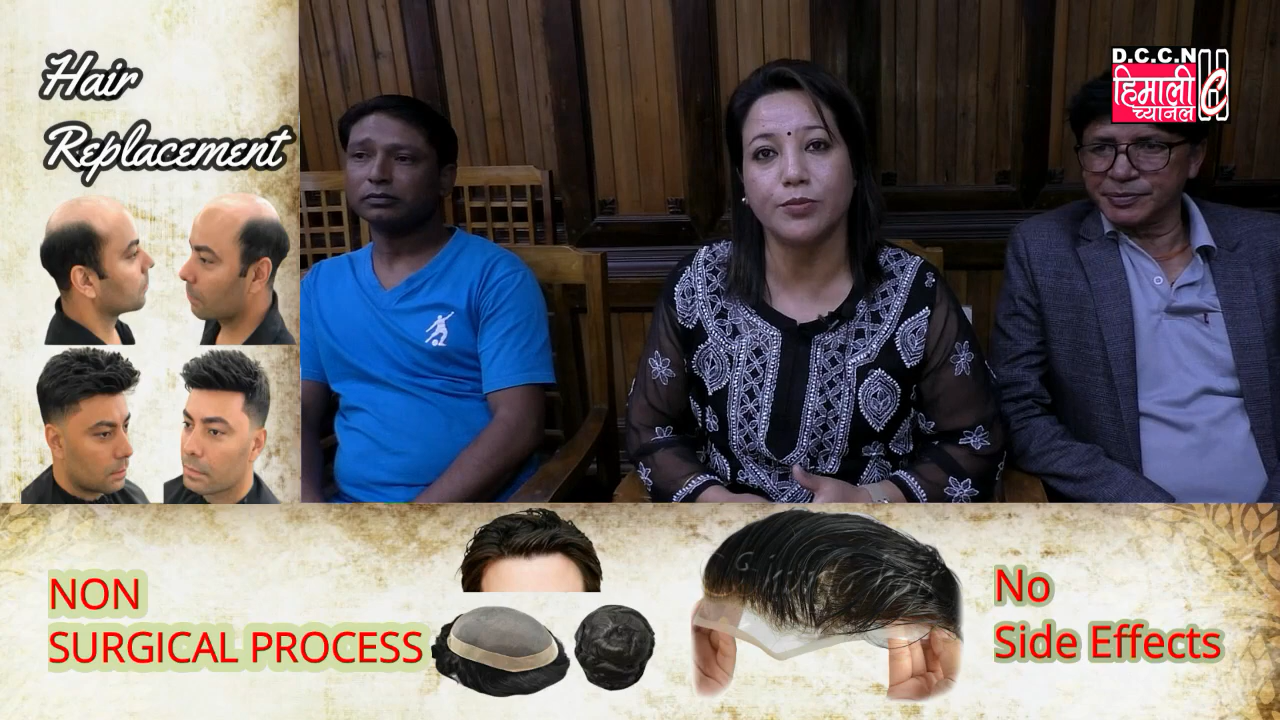 Hair
Replacement
D.C.C.N
हिमाली
च्यानल
NON
SURGICAL PROCESS
No
Side Effects